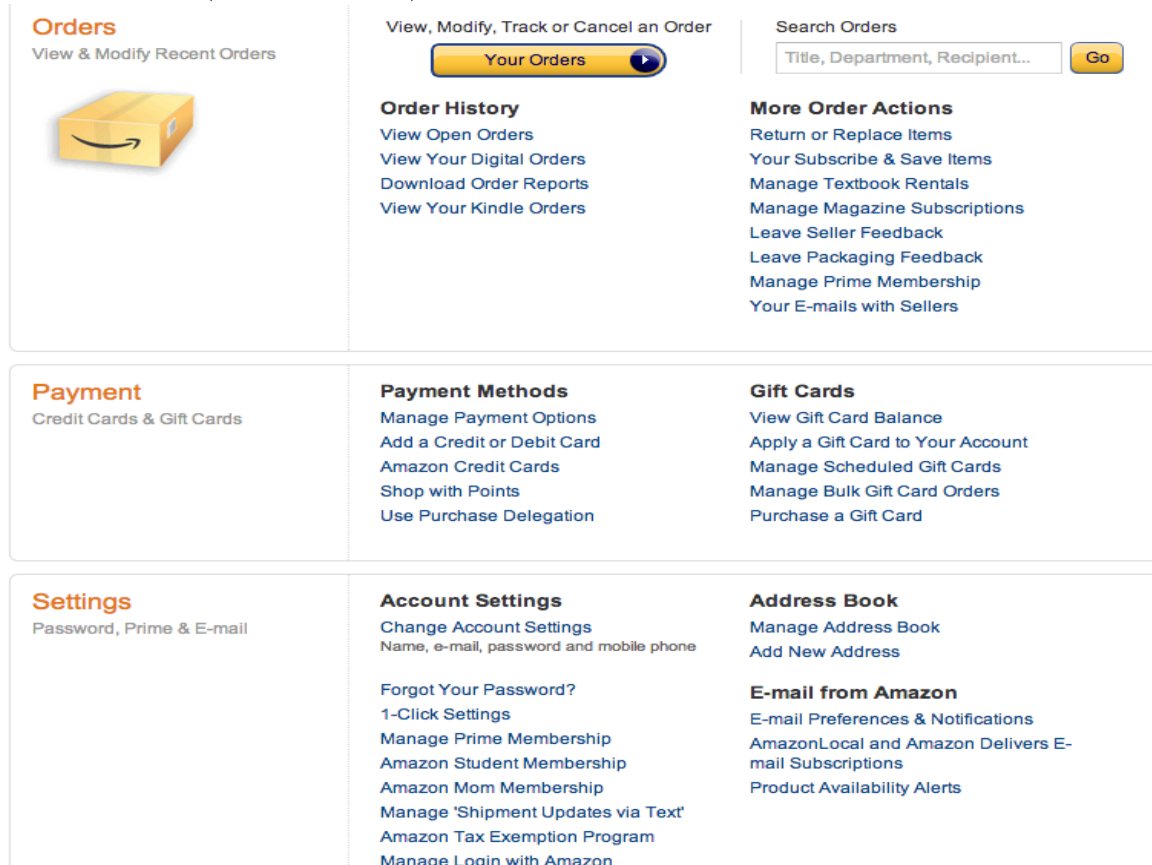 Orders
View & Modify Recent Orders
View, Modify, Track or Cancel an Order
Your Orders
Search Orders
Title, Department, Recipient...
Go
Order History
View Open Orders
View Your Digital Orders
Download Order Reports
View Your Kindle Orders
More Order Actions
Return or Replace Items
Your Subscribe & Save Items
Manage Textbook Rentals
Manage Magazine Subscriptions
Leave Seller Feedback
Leave Packaging Feedback
Manage Prime Membership
Your E-mails with Sellers
Payment
Credit Cards & Gift Cards
Payment Methods
Manage Payment Options
Add a Credit or Debit Card
Amazon Credit Cards
Shop with Points
Use Purchase Delegation
Gift Cards
View Gift Card Balance
Apply a Gift Card to Your Account
Manage Scheduled Gift Cards
Manage Bulk Gift Card Orders
Purchase a Gift Card
Settings
Password, Prime & E-mail
Account Settings
Change Account Settings
Name, e-mail, password and mobile phone
Forgot Your Password?
1-Click Settings
Manage Prime Membership
Amazon Student Membership
Amazon Mom Membership
Manage 'Shipment Updates via Text'
Amazon Tax Exemption Program
Manage Login with Amazon
Address Book
Manage Address Book
Add New Address
E-mail from Amazon
E-mail Preferences & Notifications
AmazonLocal and Amazon Delivers E-
mail Subscriptions
Product Availability Alerts